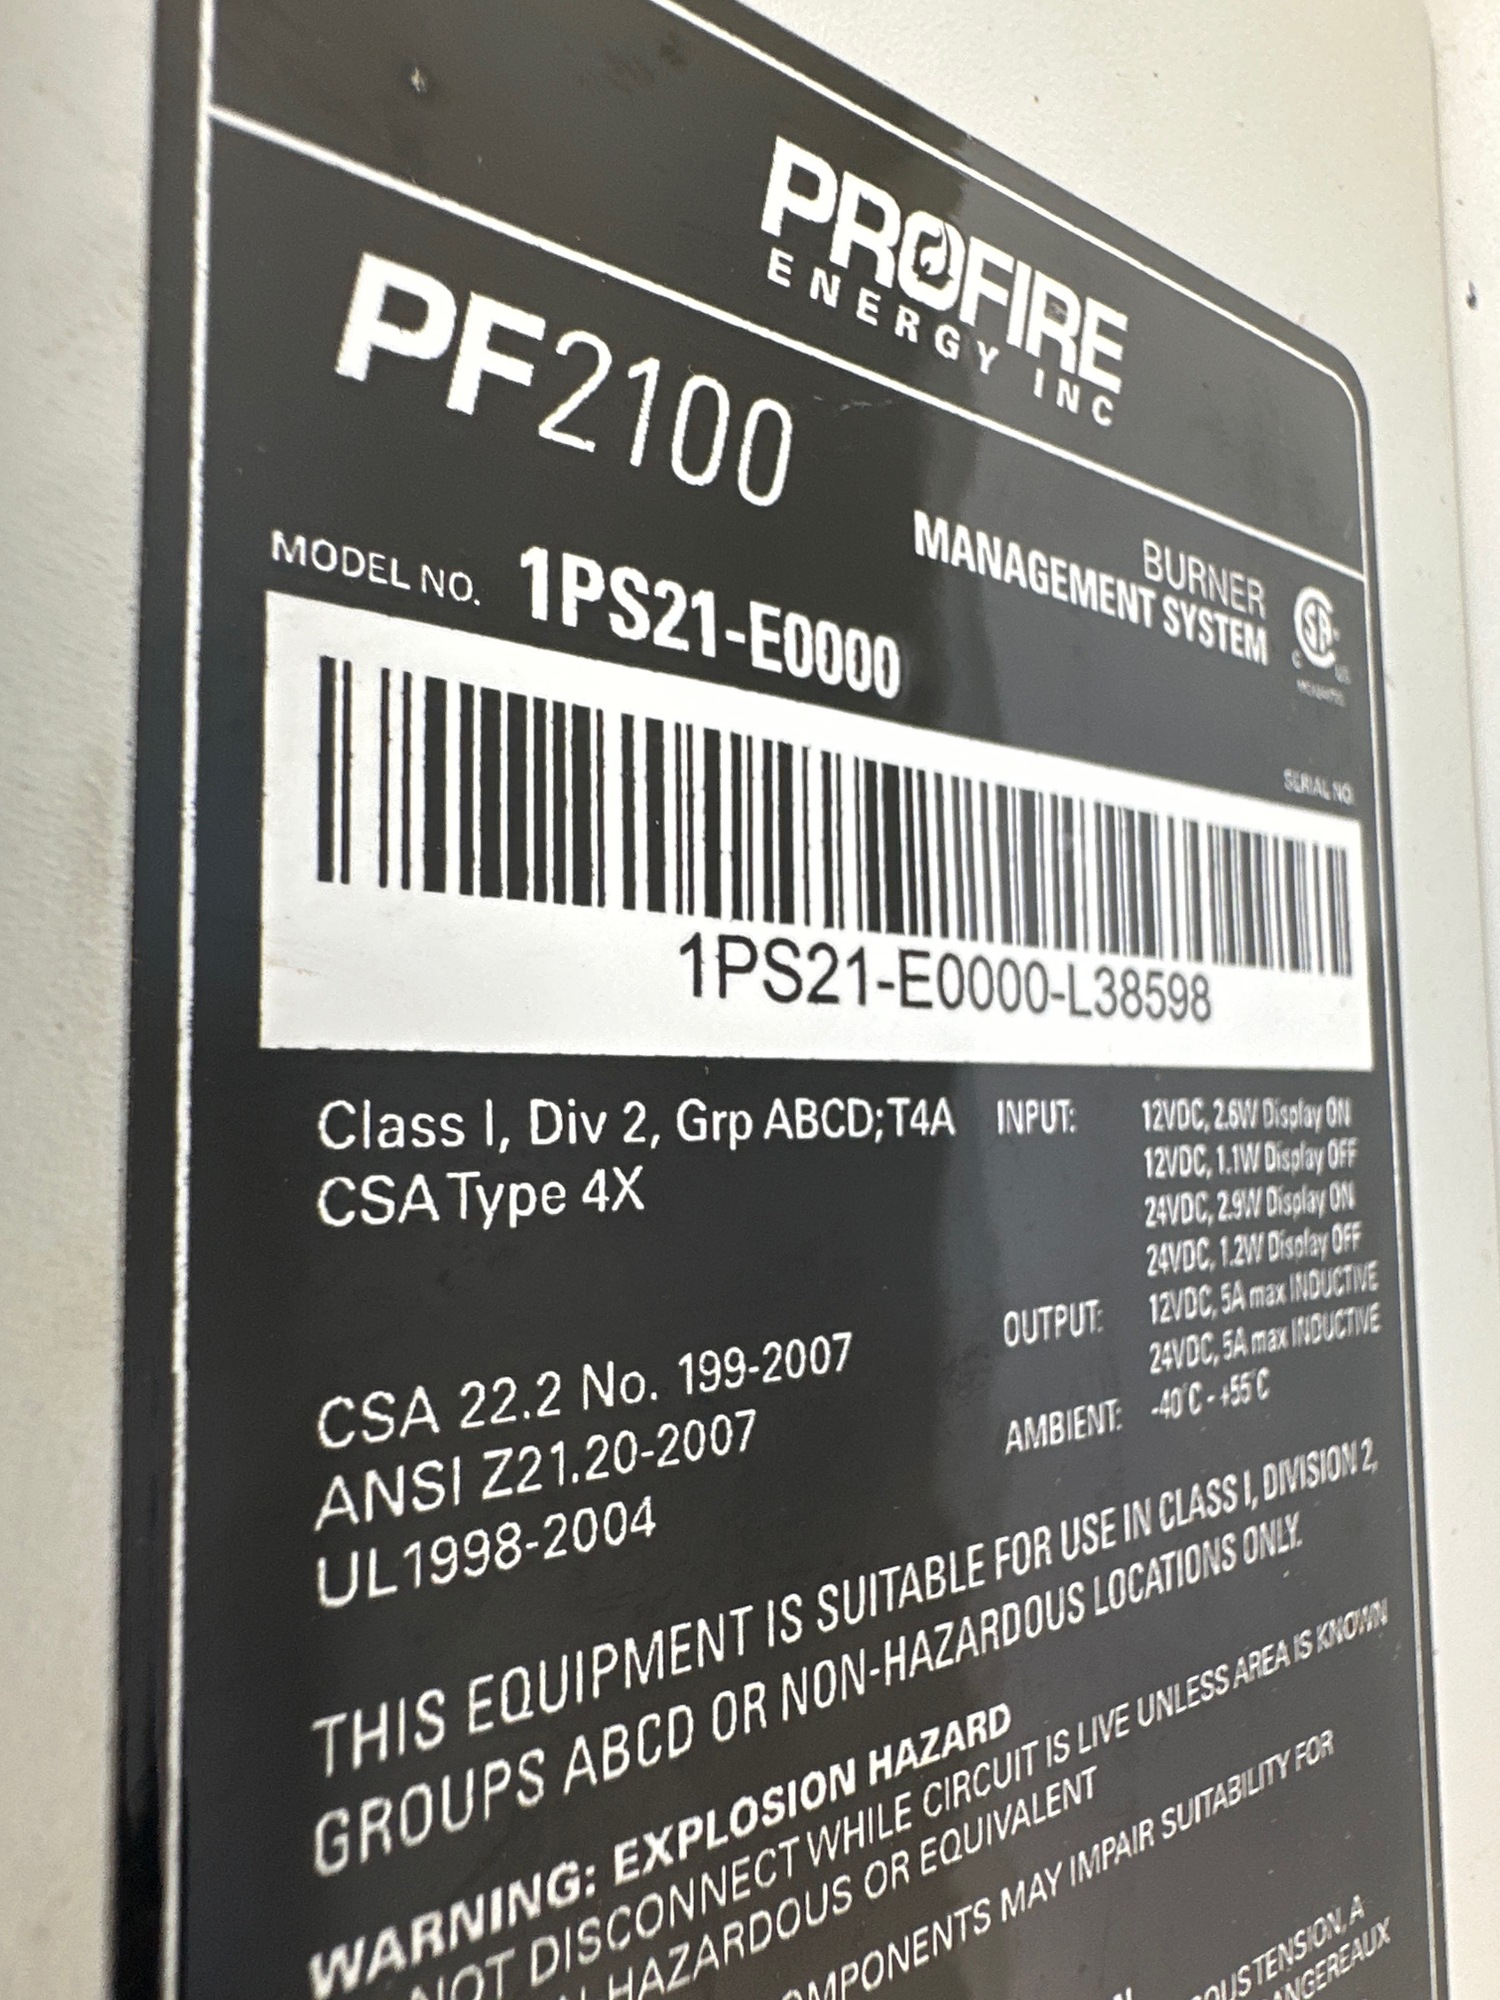 PROFIRE
ENERGY INC
PF2100
BURNER
MANAGEMENT SYSTEM
MODEL NO. 1PS21-E0000
SERIAL NO.
1PS21-E0000-L38598
Class I, Div 2, Grp ABCD; T4A
CSA Type 4X
INPUT: 12VDC, 2.6W Display ON
12VDC, 1.1W Display OFF
24VDC, 2.9W Display ON
24VDC, 1.2W Display OFF
OUTPUT: 12VDC, 5A max INDUCTIVE
24VDC, 5A max INDUCTIVE
AMBIENT: -40°C - +55°C
CSA 22.2 No. 199-2007
ANSI Z21.20-2007
UL1998-2004
THIS EQUIPMENT IS SUITABLE FOR USE IN CLASS I, DIVISION 2,
GROUPS ABCD OR NON-HAZARDOUS LOCATIONS ONLY.
WARNING: EXPLOSION HAZARD
NOT DISCONNECT WHILE CIRCUIT IS LIVE UNLESS AREA IS KNOWN
HAZARDOUS OR EQUIVALENT
COMPONENTS MAY IMPAIR SUITABILITY FOR
SOUS TENSION, A